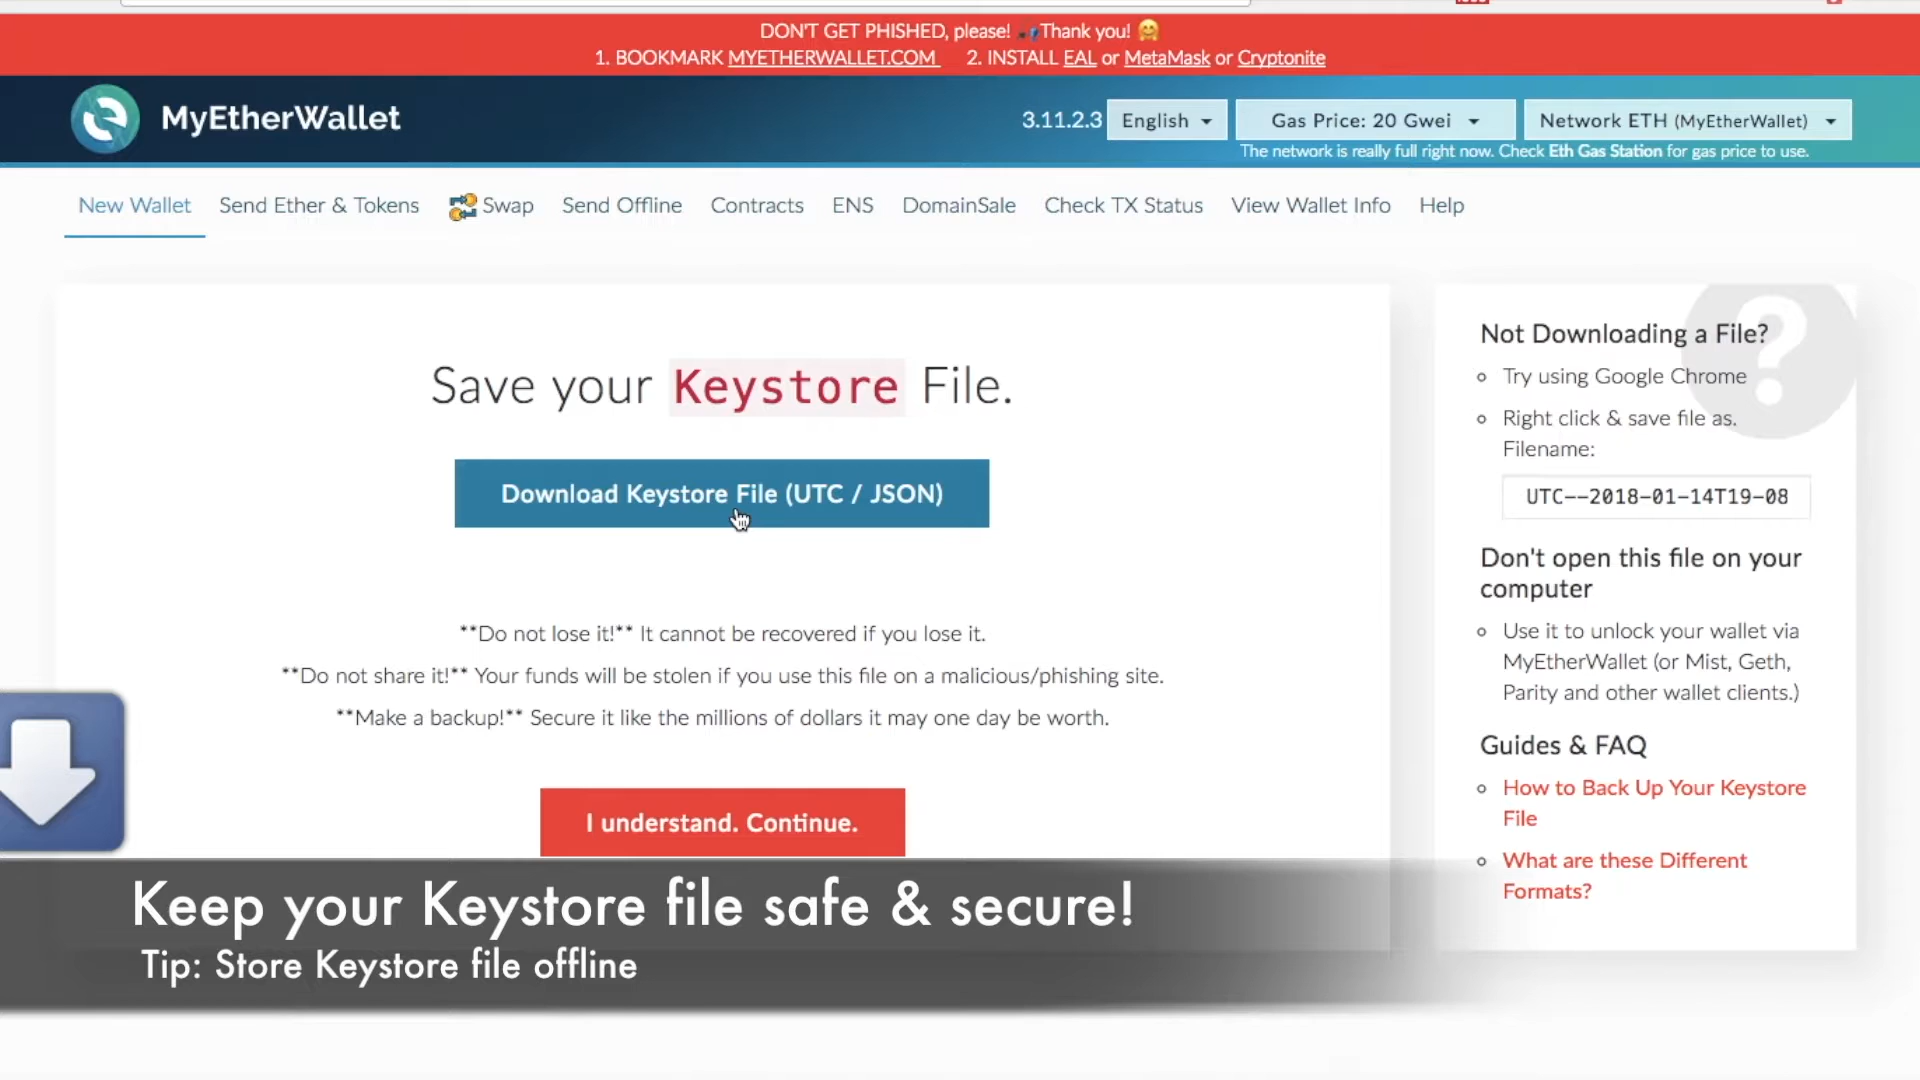 DON'T GET PHISHED, please! Thank you!
1. BOOKMARK MYETHERWALLET.COM 2. INSTALL EAL or MetaMask or Cryptonite
MyEtherWallet
3.11.2.3 English Gas Price: 20 Gwei Network ETH (MyEtherWallet)
The network is really full right now. Check Eth Gas Station for gas price to use.
New Wallet Send Ether & Tokens Swap Send Offline Contracts ENS DomainSale Check TX Status View Wallet Info Help
Save your Keystore File.
Download Keystore File (UTC / JSON)
**Do not lose it!** It cannot be recovered if you lose it.
**Do not share it!** Your funds will be stolen if you use this file on a malicious/phishing site.
**Make a backup!** Secure it like the millions of dollars it may one day be worth.
I understand. Continue.
Not Downloading a File?
Try using Google Chrome
Right click & save file as.
Filename:
UTC--2018-01-14T19-08
Don't open this file on your
computer
Use it to unlock your wallet via
MyEtherWallet (or Mist, Geth,
Parity and other wallet clients.)
Guides & FAQ
How to Back Up Your Keystore
File
What are these Different
Formats?
Keep your Keystore file safe & secure!
Tip: Store Keystore file offline